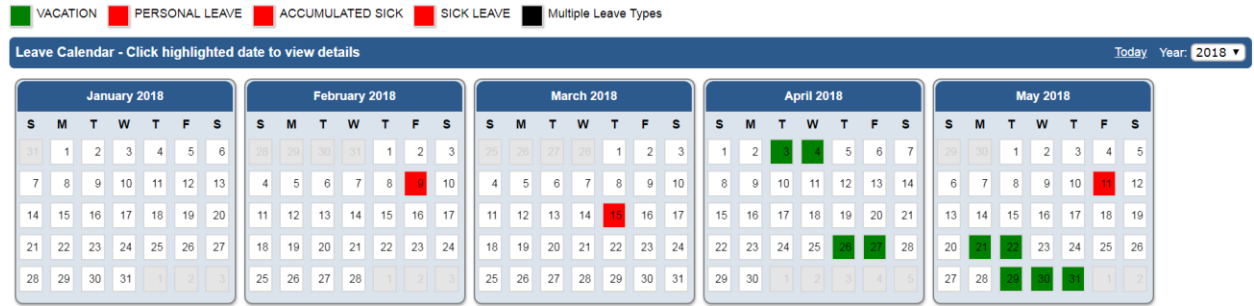 VACATION PERSONAL LEAVE ACCUMULATED SICK SICK LEAVE Multiple Leave Types
Leave Calendar - Click highlighted date to view details Today Year: 2018 ▼
January 2018
S M T W T F S
31 1 2 3 4 5 6
7 8 9 10 11 12 13
14 15 16 17 18 19 20
21 22 23 24 25 26 27
28 29 30 31 1 2 3
February 2018
S M T W T F S
28 29 30 31 1 2 3
4 5 6 7 8 9 10
11 12 13 14 15 16 17
18 19 20 21 22 23 24
25 26 27 28 1 2 3
March 2018
S M T W T F S
25 26 27 28 1 2 3
4 5 6 7 8 9 10
11 12 13 14 15 16 17
18 19 20 21 22 23 24
25 26 27 28 29 30 31
April 2018
S M T W T F S
1 2 3 4 5 6 7
8 9 10 11 12 13 14
15 16 17 18 19 20 21
22 23 24 25 26 27 28
29 30 1 2 3 4 5
May 2018
S M T W T F S
29 30 1 2 3 4 5
6 7 8 9 10 11 12
13 14 15 16 17 18 19
20 21 22 23 24 25 26
27 28 29 30 31 1 2